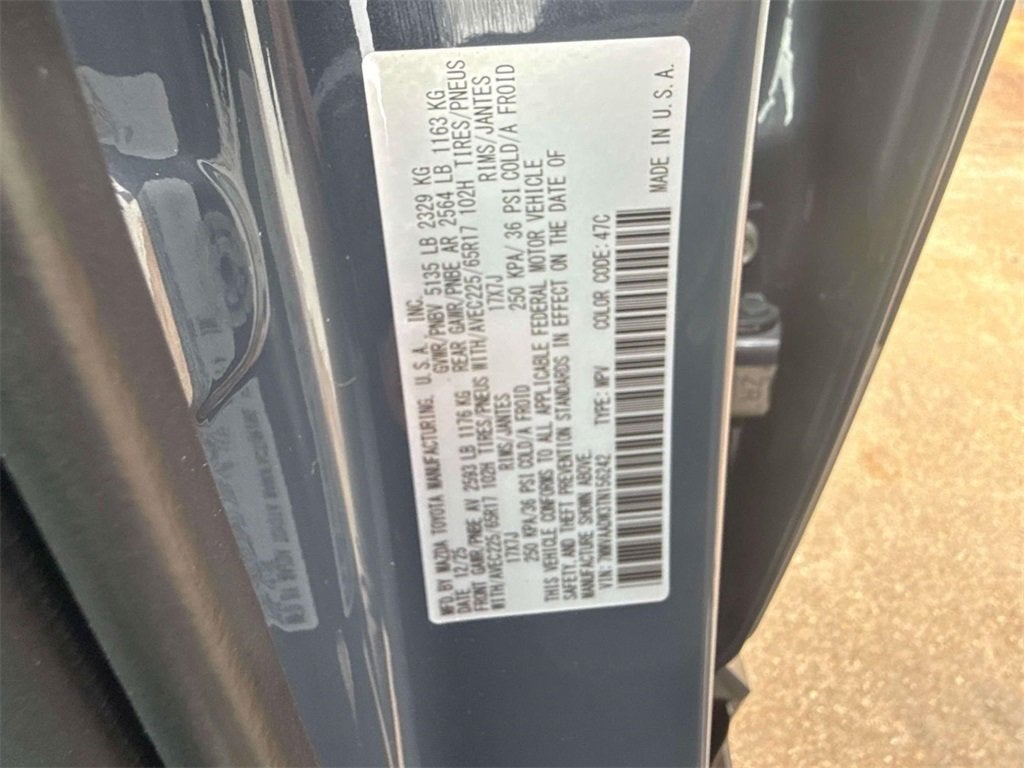 MFD.BY MAZDA TOYOTA MANUFACTURING, U.S.A. INC.
DATE 12/25 GVWR/PNBV 5135 LB 2329 KG
FRONT GAWR/PNBE AV 2593 LB 1176 KG REAR GAWR/PNBE AR 2564 LB 1163 KG
WITH/AVEC225/65R17 102H TIRES/PNEUS WITH/AVEC225/65R17 102H TIRES/PNEUS
17X7J RIMS/JANTES 17X7J RIMS/JANTES
250 KPA/36 PSI COLD/A FROID 250 KPA/ 36 PSI COLD/A FROID
THIS VEHICLE CONFORMS TO ALL APPLICABLE FEDERAL MOTOR VEHICLE
SAFETY, AND THEFT PREVENTION STANDARDS IN EFFECT ON THE DATE OF
MANUFACTURE SHOWN ABOVE.
VIN: TYPE: MPV COLOR CODE: 47C
MADE IN U.S.A.